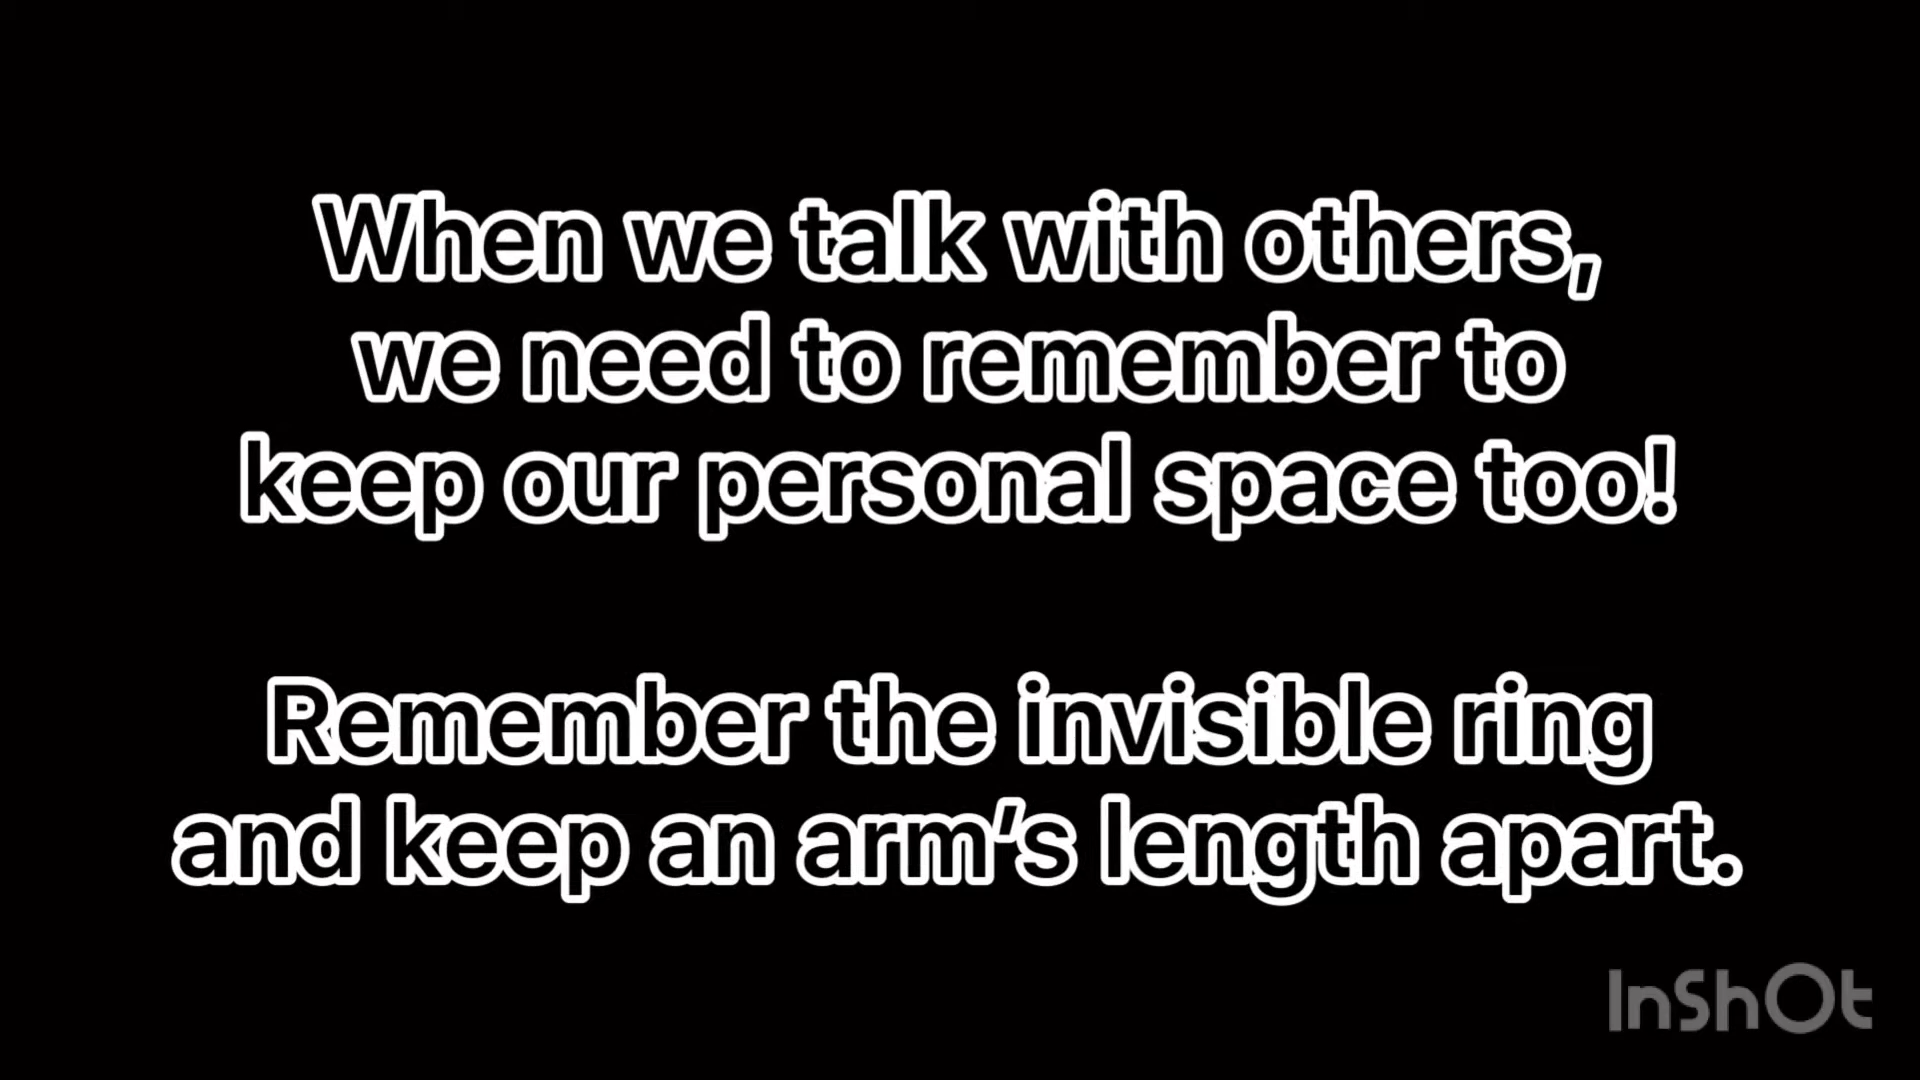 When we talk with others,
we need to remember to
keep our personal space too!
Remember the invisible ring
and keep an arm’s length apart.
InShOt